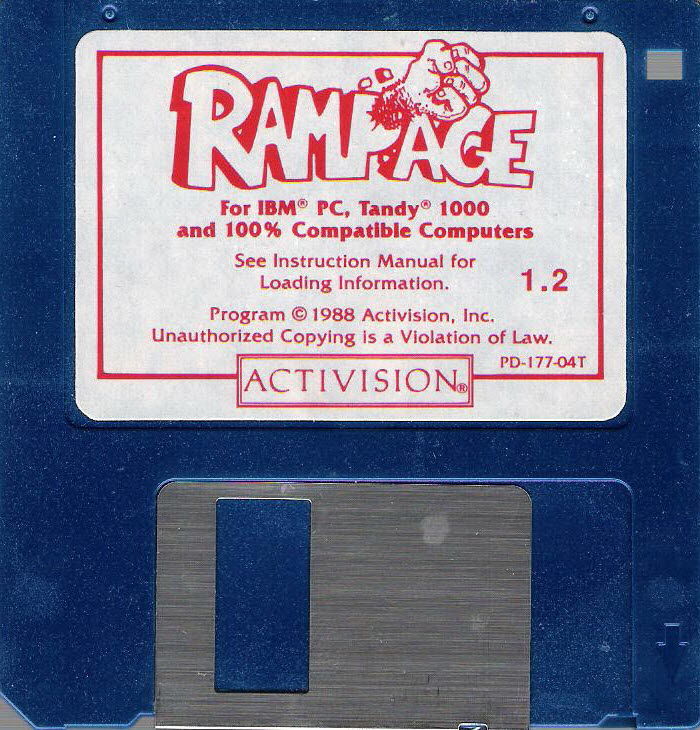 RAMPAGE
For IBM® PC, Tandy® 1000
and 100% Compatible Computers
See Instruction Manual for
Loading Information.
1.2
Program © 1988 Activision, Inc.
Unauthorized Copying is a Violation of Law.
PD-177-04T
ACTIVISION®